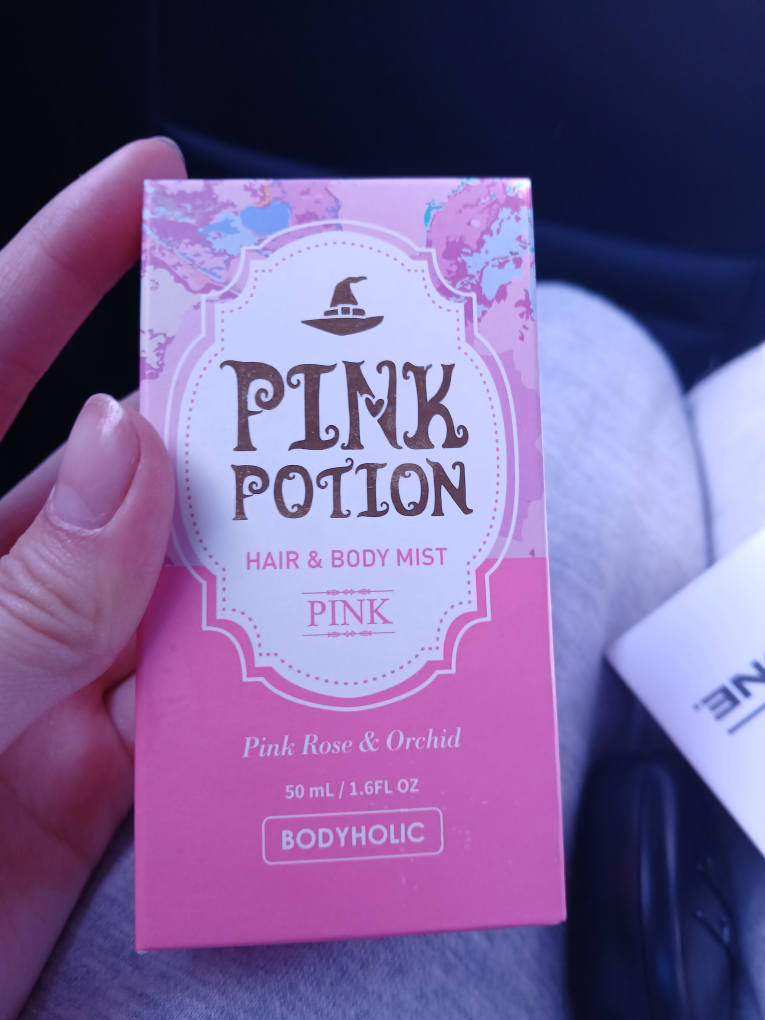 PINK
POTION
HAIR & BODY MIST
PINK
Pink Rose & Orchid
50 mL / 1.6FL OZ
BODYHOLIC